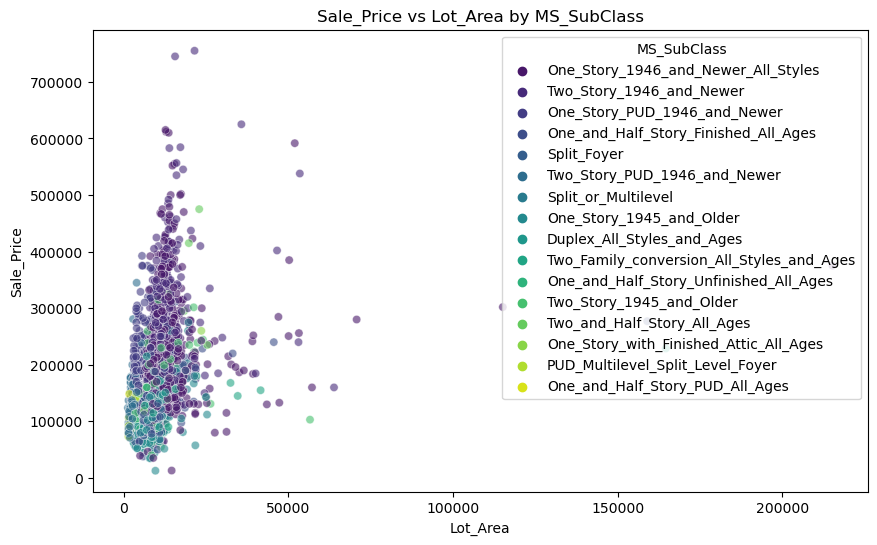 Sale_Price vs Lot_Area by MS_SubClass
MS_SubClass
One_Story_1946_and_Newer_All_Styles
Two_Story_1946_and_Newer
One_Story_PUD_1946_and_Newer
One_and_Half_Story_Finished_All_Ages
Split_Foyer
Two_Story_PUD_1946_and_Newer
Split_or_Multilevel
One_Story_1945_and_Older
Duplex_All_Styles_and_Ages
Two_Family_conversion_All_Styles_and_Ages
One_and_Half_Story_Unfinished_All_Ages
Two_Story_1945_and_Older
Two_and_Half_Story_All_Ages
One_Story_with_Finished_Attic_All_Ages
PUD_Multilevel_Split_Level_Foyer
One_and_Half_Story_PUD_All_Ages
Sale_Price
700000
600000
500000
400000
300000
200000
100000
0
0 50000 100000 150000 200000
Lot_Area